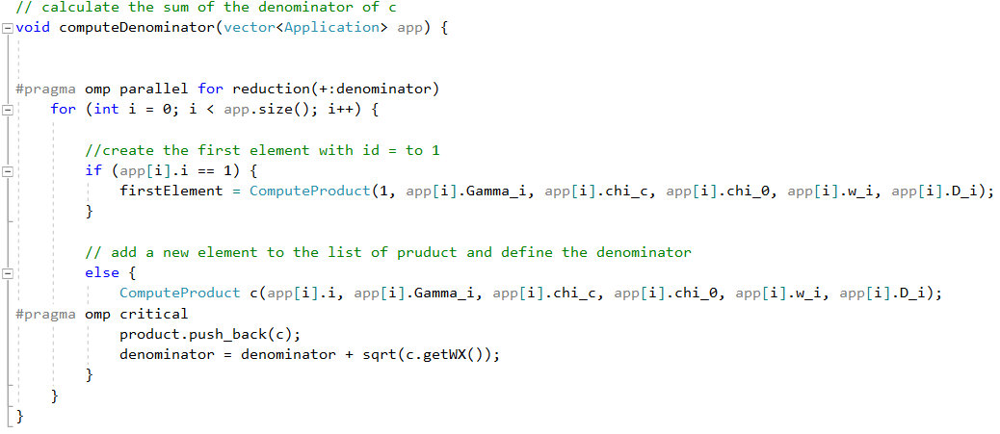 // calculate the sum of the denominator of c
void computeDenominator(vector<Application> app) {
#pragma omp parallel for reduction(+:denominator)
for (int i = 0; i < app.size(); i++) {
//create the first element with id = to 1
if (app[i].i == 1) {
firstElement = ComputeProduct(1, app[i].Gamma_i, app[i].chi_c, app[i].chi_0, app[i].w_i, app[i].D_i);
}
// add a new element to the list of pruduct and define the denominator
else {
ComputeProduct c(app[i].i, app[i].Gamma_i, app[i].chi_c, app[i].chi_0, app[i].w_i, app[i].D_i);
#pragma omp critical
product.push_back(c);
denominator = denominator + sqrt(c.getWX());
}
}
}